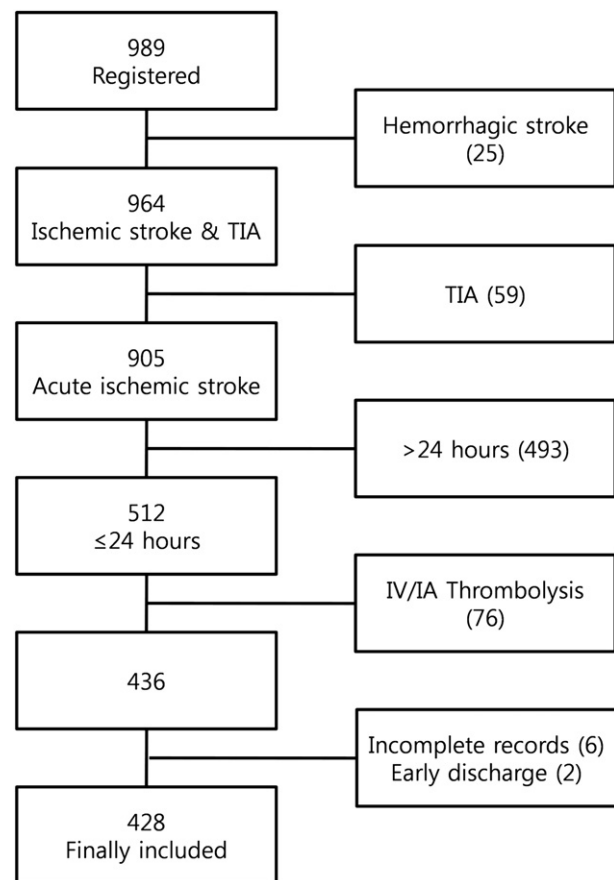 989
Registered
Hemorrhagic stroke
(25)
964
Ischemic stroke & TIA
TIA (59)
905
Acute ischemic stroke
>24 hours (493)
512
≤24 hours
IV/IA Thrombolysis
(76)
436
Incomplete records (6)
Early discharge (2)
428
Finally included